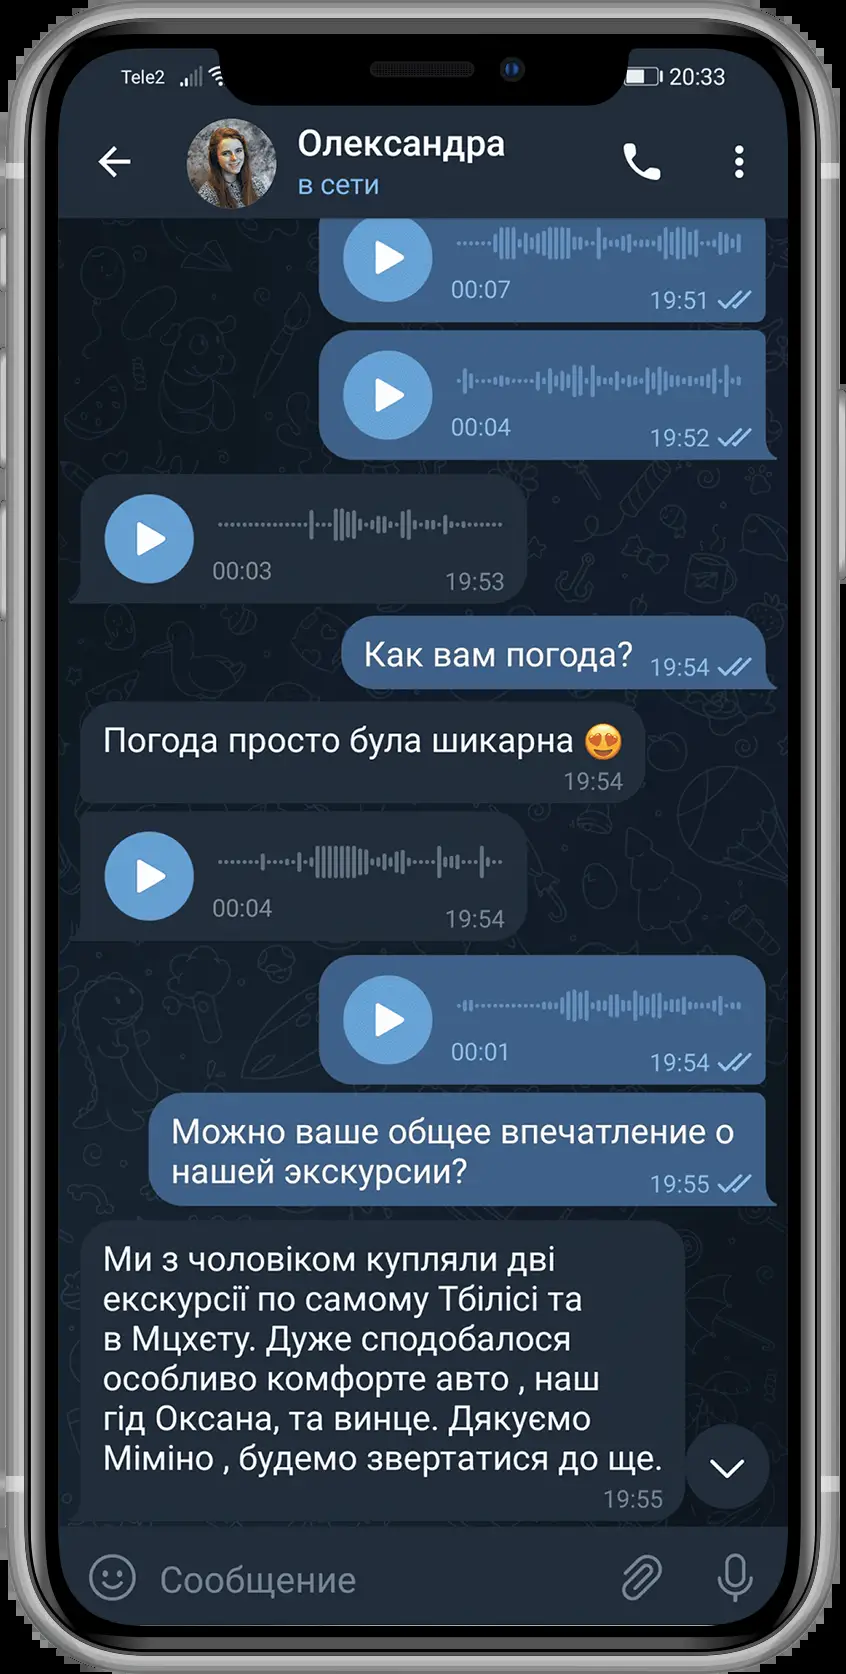 Tele2 20:33
Олександра
в сети
00:07 19:51
00:04 19:52
00:03 19:53
Как вам погода? 19:54
Погода просто була шикарна 😍
19:54
00:04 19:54
00:01 19:54
Можно ваше общее впечатление о
нашей экскурсии? 19:55
Ми з чоловіком купляли дві
екскурсії по самому Тбілісі та
в Мцхєту. Дуже сподобалося
особливо комфорте авто , наш
гід Оксана, та винце. Дякуємо
Міміно , будемо звертатися до ще.
19:55
Сообщение